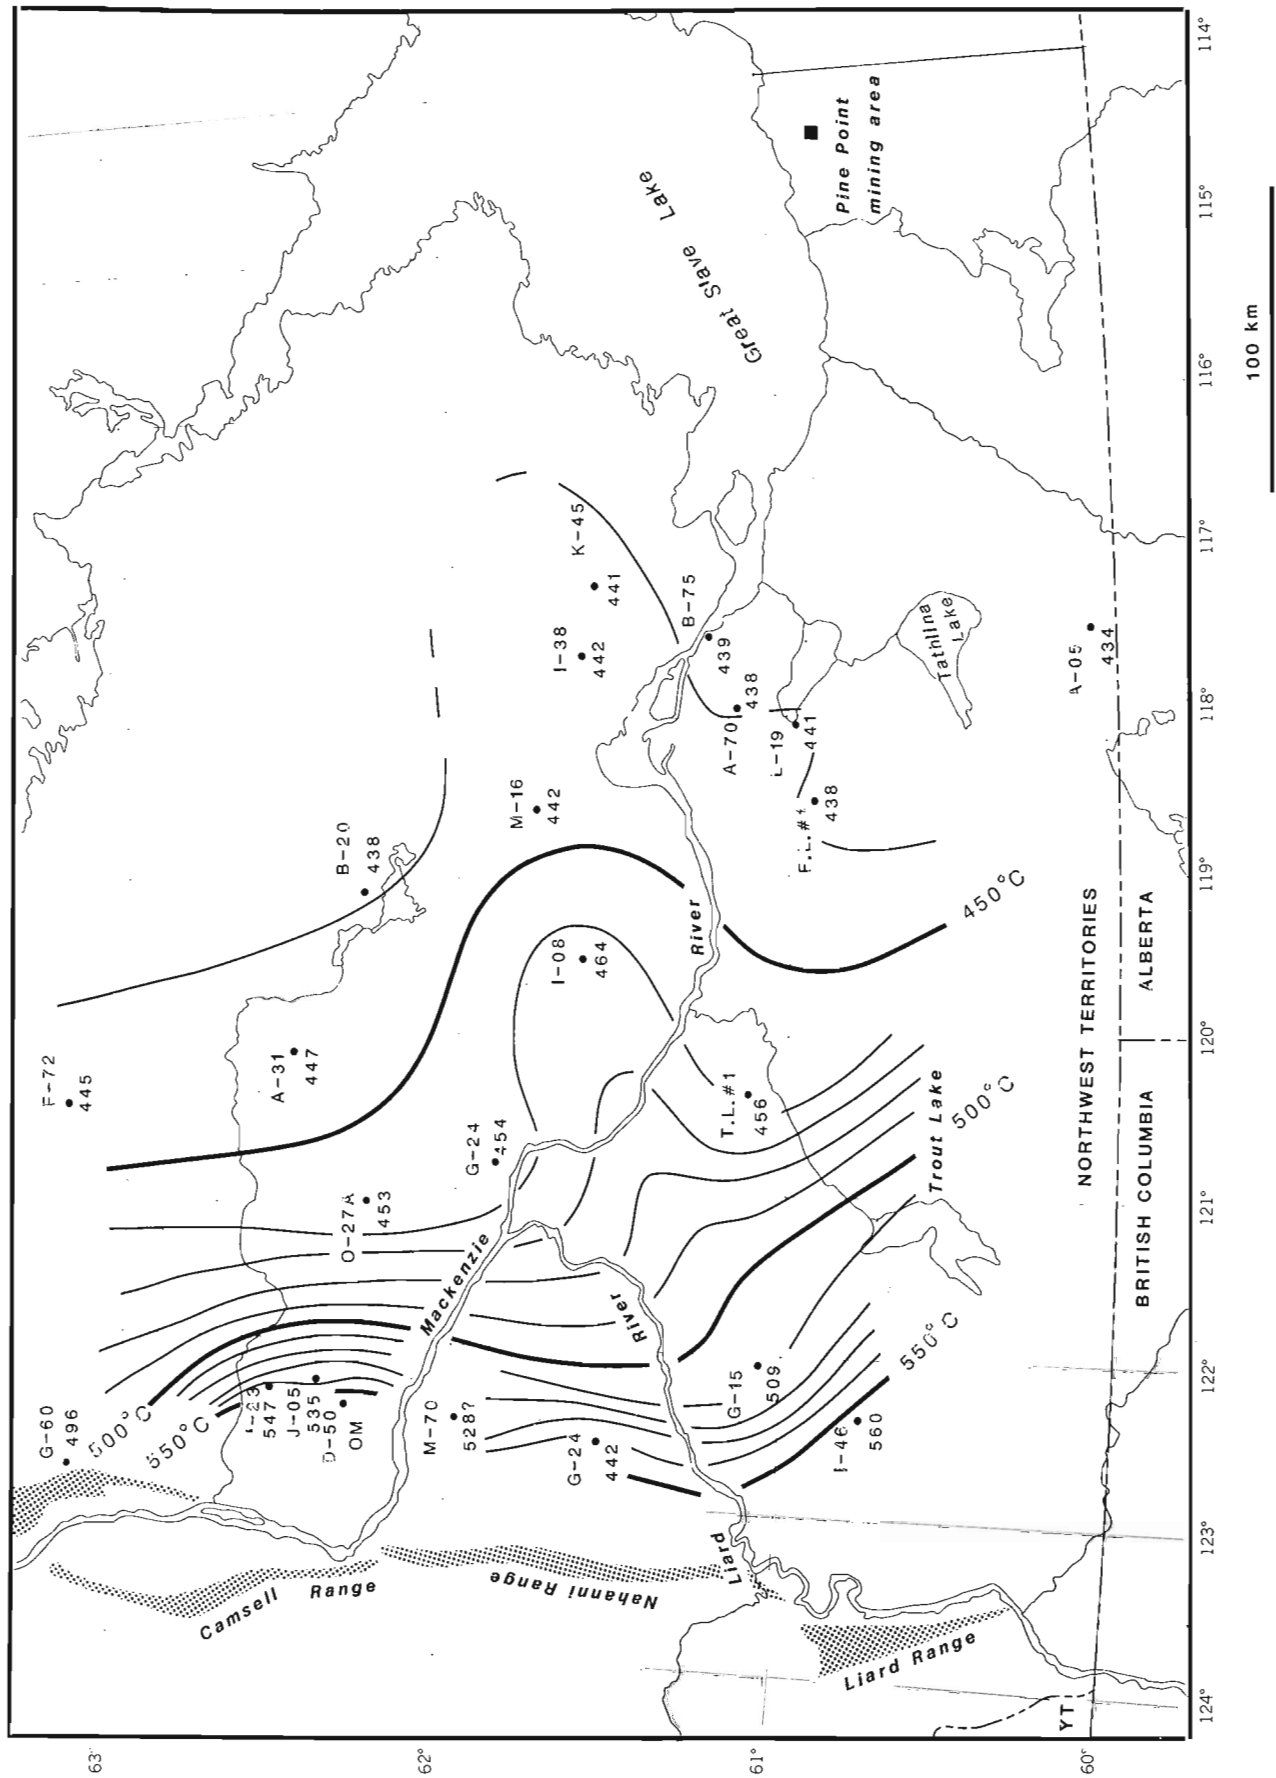 63°
62°
61°
60°
114°
115°
116°
117°
118°
119°
120°
121°
122°
123°
124°
100 km
Pine Point
mining area
Great Slave Lake
K-45
441
I-38
442
B-75
439
A-70
438
441
F.L.#1
438
Tathlina
Lake
A-05
434
M-16
442
B-20
438
450°C
I-08
464
River
F-72
445
A-31
447
T.L.#1
456
G-24
454
O-27A
453
Trout Lake
500°C
NORTHWEST TERRITORIES
ALBERTA
BRITISH COLUMBIA
Mackenzie
River
550°C
G-60
496
500°C
550°C
547
J-05
535
D-50
OM
M-70
528?
G-24
442
G-15
509
I-46
560
Camsell Range
Nahanni Range
Liard
Liard Range
YT